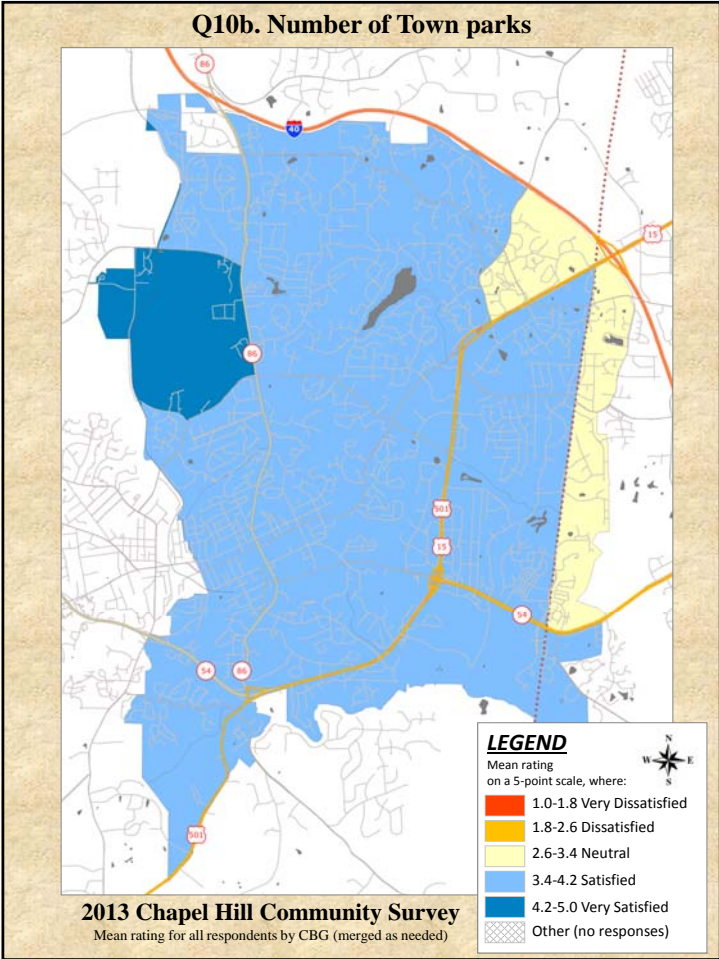 Q10b. Number of Town parks
86
40
15
86
501
15
54
54
86
501
LEGEND
Mean rating
on a 5-point scale, where:
N
W E
S
1.0-1.8 Very Dissatisfied
1.8-2.6 Dissatisfied
2.6-3.4 Neutral
3.4-4.2 Satisfied
4.2-5.0 Very Satisfied
Other (no responses)
2013 Chapel Hill Community Survey
Mean rating for all respondents by CBG (merged as needed)